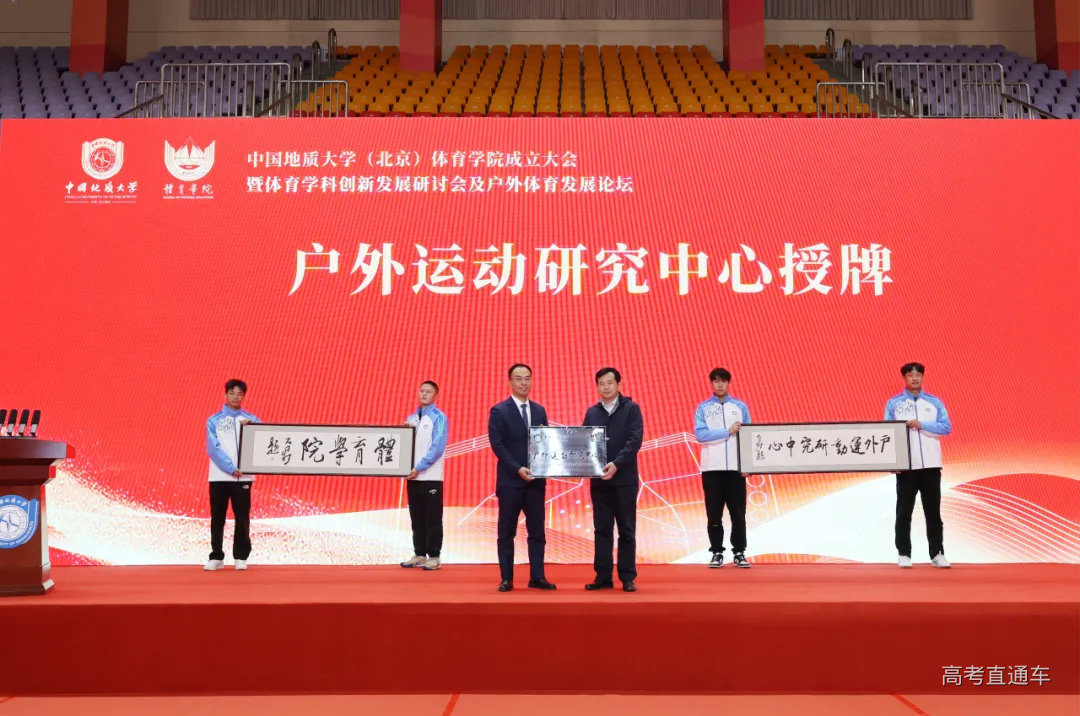 中国地质大学
体育学院
中国地质大学（北京）体育学院成立大会
暨体育学科创新发展研讨会及户外体育发展论坛
户外运动研究中心授牌
體育學院
户外運動研究中心
高考直通车